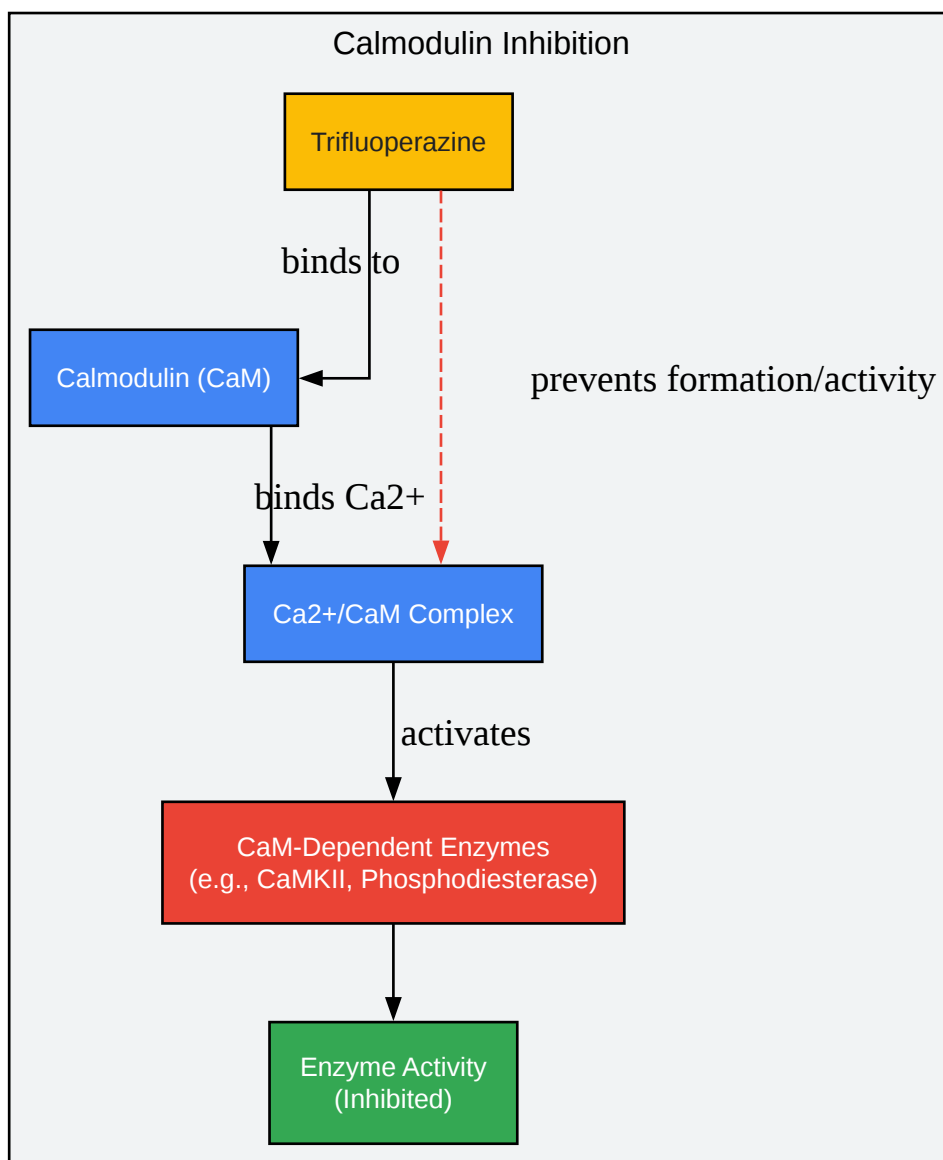 Calmodulin Inhibition
Trifluoperazine
binds to
Calmodulin (CaM)
prevents formation/activity
binds Ca2+
Ca2+/CaM Complex
activates
CaM-Dependent Enzymes
(e.g., CaMKII, Phosphodiesterase)
Enzyme Activity
(Inhibited)